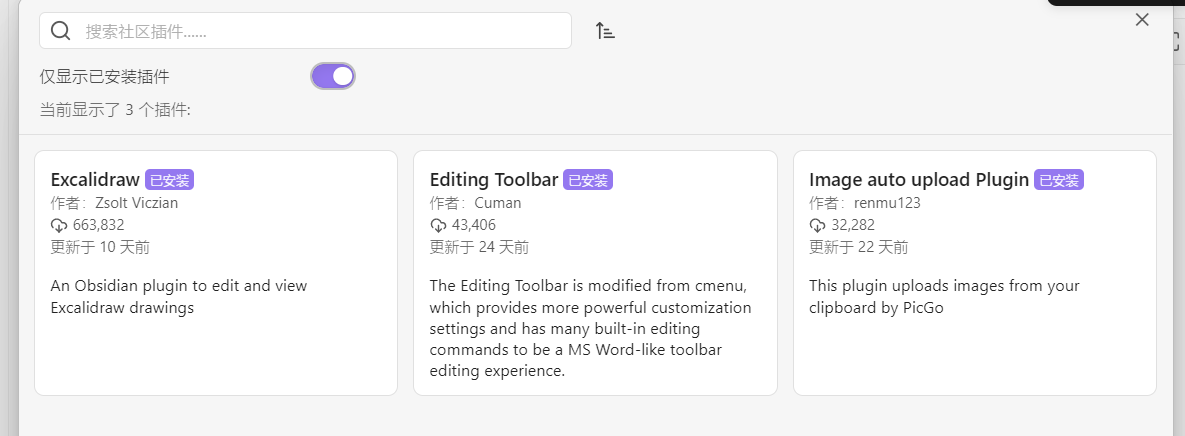 搜索社区插件......
仅显示已安装插件
当前显示了 3 个插件:
Excalidraw 已安装
作者：Zsolt Viczian
663,832
更新于 10 天前
An Obsidian plugin to edit and view
Excalidraw drawings
Editing Toolbar 已安装
作者：Cuman
43,406
更新于 24 天前
The Editing Toolbar is modified from cmenu,
which provides more powerful customization
settings and has many built-in editing
commands to be a MS Word-like toolbar
editing experience.
Image auto upload Plugin 已安装
作者：renmu123
32,282
更新于 22 天前
This plugin uploads images from your
clipboard by PicGo